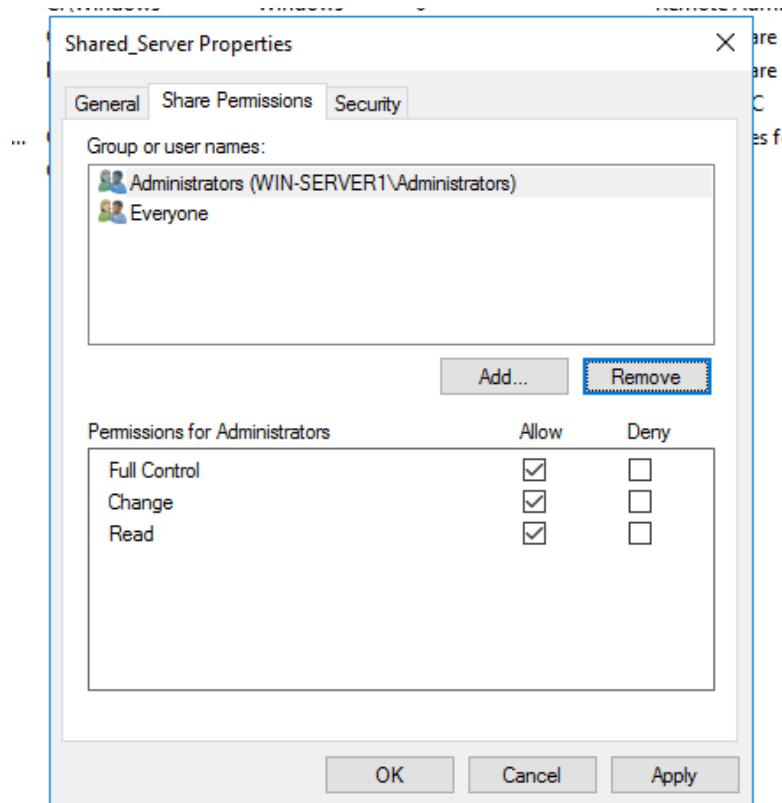 Shared_Server Properties
General Share Permissions Security
Group or user names:
Administrators (WIN-SERVER1\Administrators)
Everyone
Add... Remove
Permissions for Administrators Allow Deny
Full Control
Change
Read
OK Cancel Apply